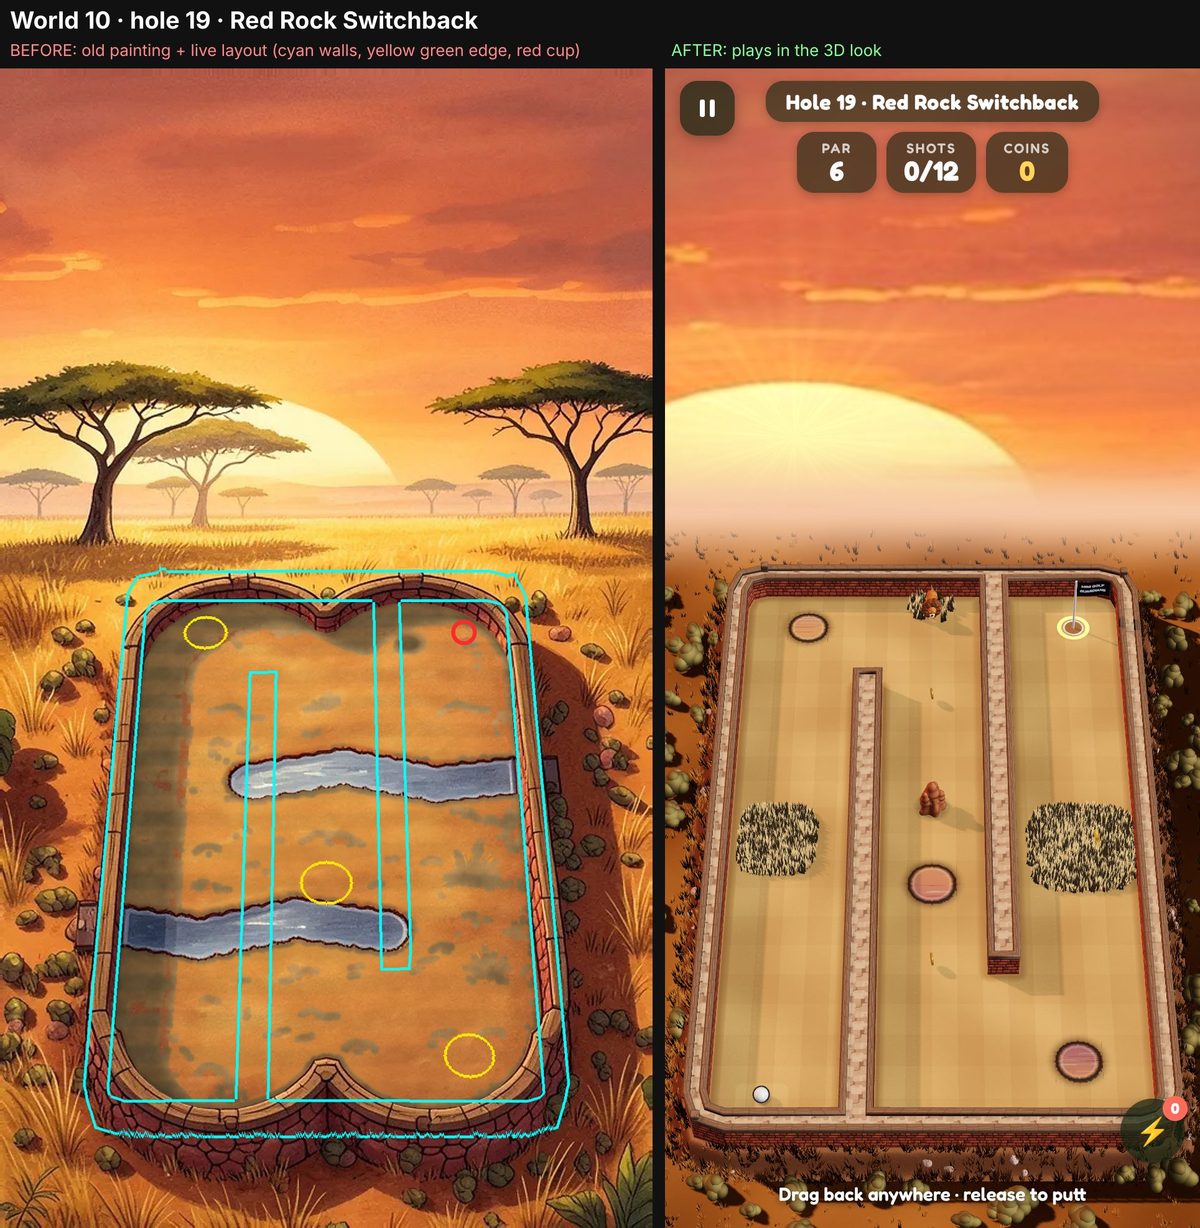 World 10 · hole 19 · Red Rock Switchback
BEFORE: old painting + live layout (cyan walls, yellow green edge, red cup)
AFTER: plays in the 3D look
Hole 19 · Red Rock Switchback
PAR
6
SHOTS
0/12
COINS
0
0
Drag back anywhere · release to putt